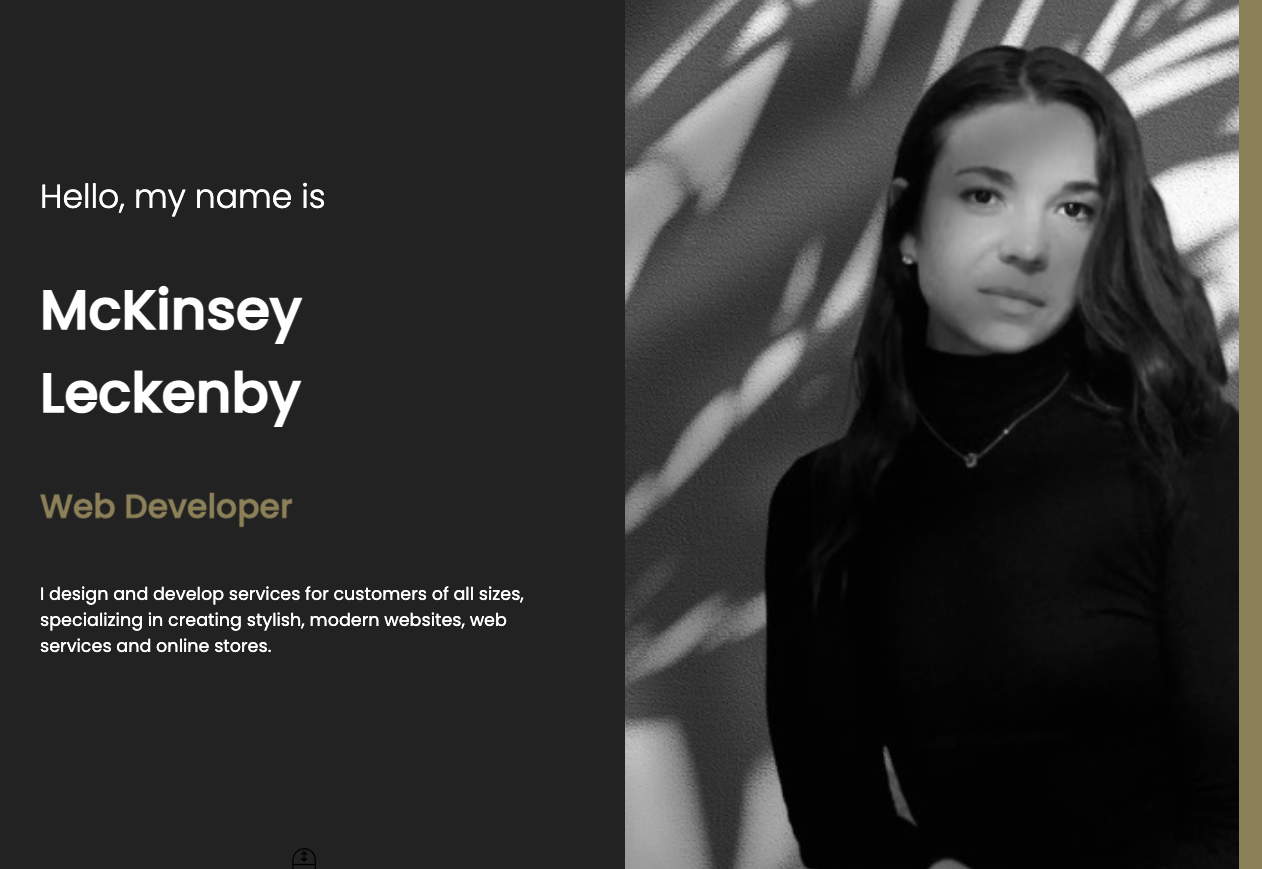 Hello, my name is
McKinsey
Leckenby
Web Developer
I design and develop services for customers of all sizes,
specializing in creating stylish, modern websites, web
services and online stores.